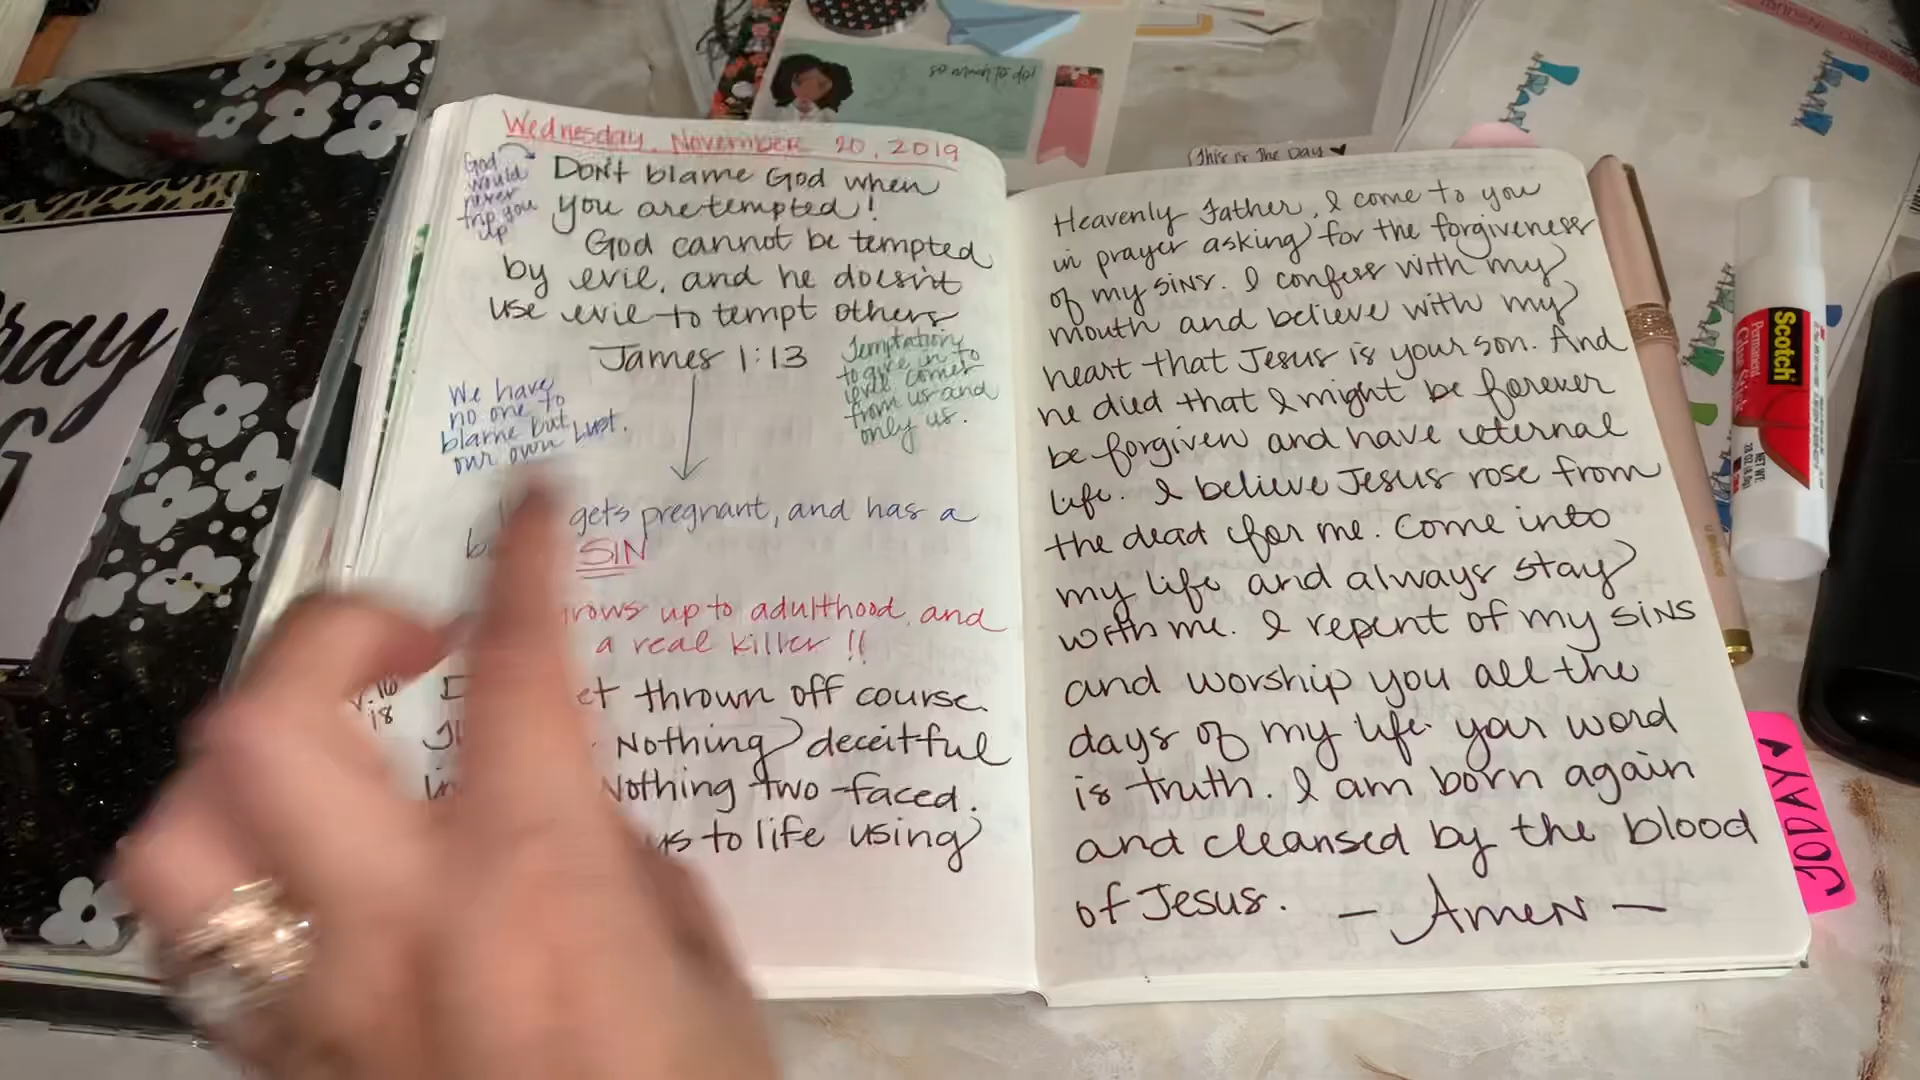 so much to do!
Wednesday, November 20, 2019
God
would
never
trip you
up
Don't blame God when
you are tempted!
God cannot be tempted
by evil, and he doesn't
use evil to tempt others
James 1:13
Temptation
to give in to
evil comes
from us and
only us.
We have
no one to
blame but
our own Lust.
gets pregnant, and has a
SIN
grows up to adulthood, and
a real killer !!
v. 16
18
thrown off course.
Nothing deceitful
Nothing two-faced.
us to life using
This is The Day ♥
Heavenly Father, I come to you
in prayer asking for the forgiveness
of my sins. I confess with my
mouth and believe with my
heart that Jesus is your son. And
he died that I might be forever
be forgiven and have eternal
life. I believe Jesus rose from
the dead for me. Come into
my life and always stay
with me. I repent of my sins
and worship you all the
days of my life. your word
is truth. I am born again
and cleansed by the blood
of Jesus. — Amen —
TODAY ♥
Scotch
Permanent
Glue Stick
NET WT.
ray
G